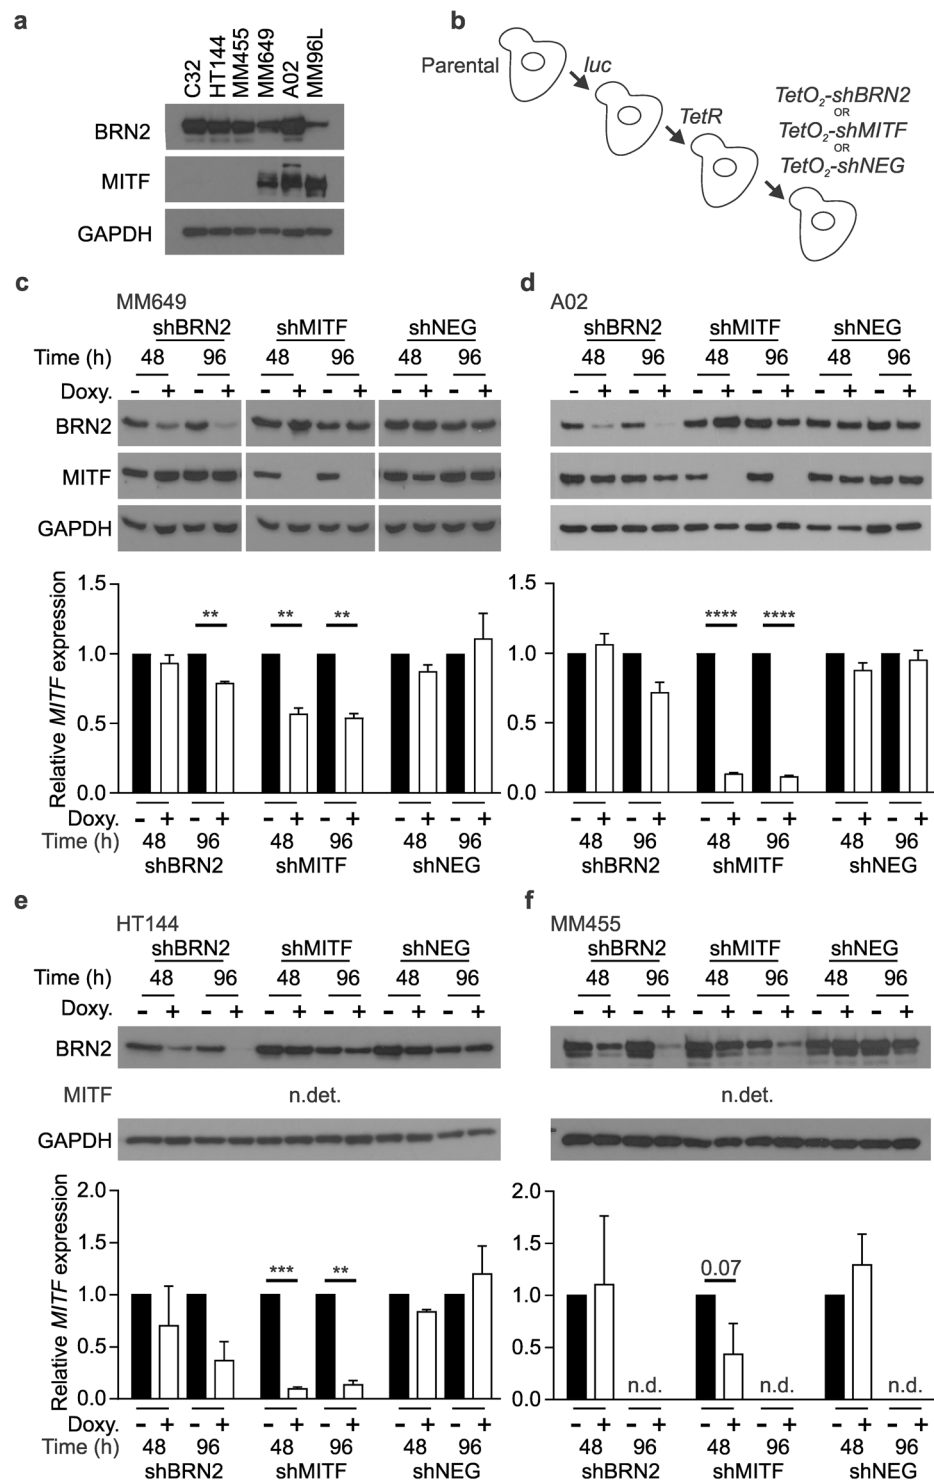 a
C32 HT144 MM455 MM649 A02 MM96L
BRN2
MITF
GAPDH
b
Parental
luc
TetR
TetO2-shBRN2
OR
TetO2-shMITF
OR
TetO2-shNEG
c
MM649
shBRN2 shMITF shNEG
Time (h) 48 96 48 96 48 96
Doxy. - + - + - + - + - + - +
BRN2
MITF
GAPDH
Relative MITF expression
1.5
1.0
0.5
0.0
** ** **
Doxy. - + - + - + - + - + - +
Time (h) 48 96 48 96 48 96
shBRN2 shMITF shNEG
d
A02
shBRN2 shMITF shNEG
48 96 48 96 48 96
- + - + - + - + - + - +
1.5
1.0
0.5
0.0
**** ****
- + - + - + - + - + - +
48 96 48 96 48 96
shBRN2 shMITF shNEG
e
HT144
shBRN2 shMITF shNEG
Time (h) 48 96 48 96 48 96
Doxy. - + - + - + - + - + - +
BRN2
MITF n.det.
GAPDH
Relative MITF expression
2.0
1.5
1.0
0.5
0.0
*** **
Doxy. - + - + - + - + - + - +
Time (h) 48 96 48 96 48 96
shBRN2 shMITF shNEG
f
MM455
shBRN2 shMITF shNEG
48 96 48 96 48 96
- + - + - + - + - + - +
n.det.
2.0
1.5
1.0
0.5
0.0
0.07
n.d. n.d. n.d.
- + - + - + - + - + - +
48 96 48 96 48 96
shBRN2 shMITF shNEG